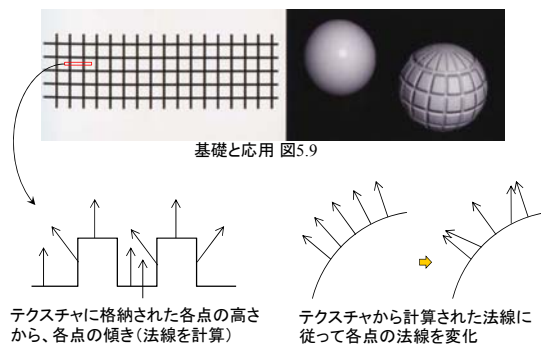 基礎と応用 図5.9
テクスチャに格納された各点の高さ
から、各点の傾き(法線を計算)
テクスチャから計算された法線に
従って各点の法線を変化